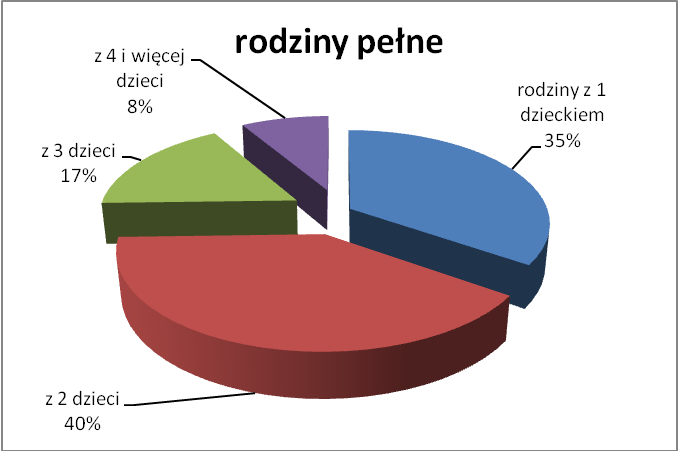 rodziny pełne
z 4 i więcej
dzieci
8%
rodziny z 1
dzieckiem
35%
z 3 dzieci
17%
z 2 dzieci
40%